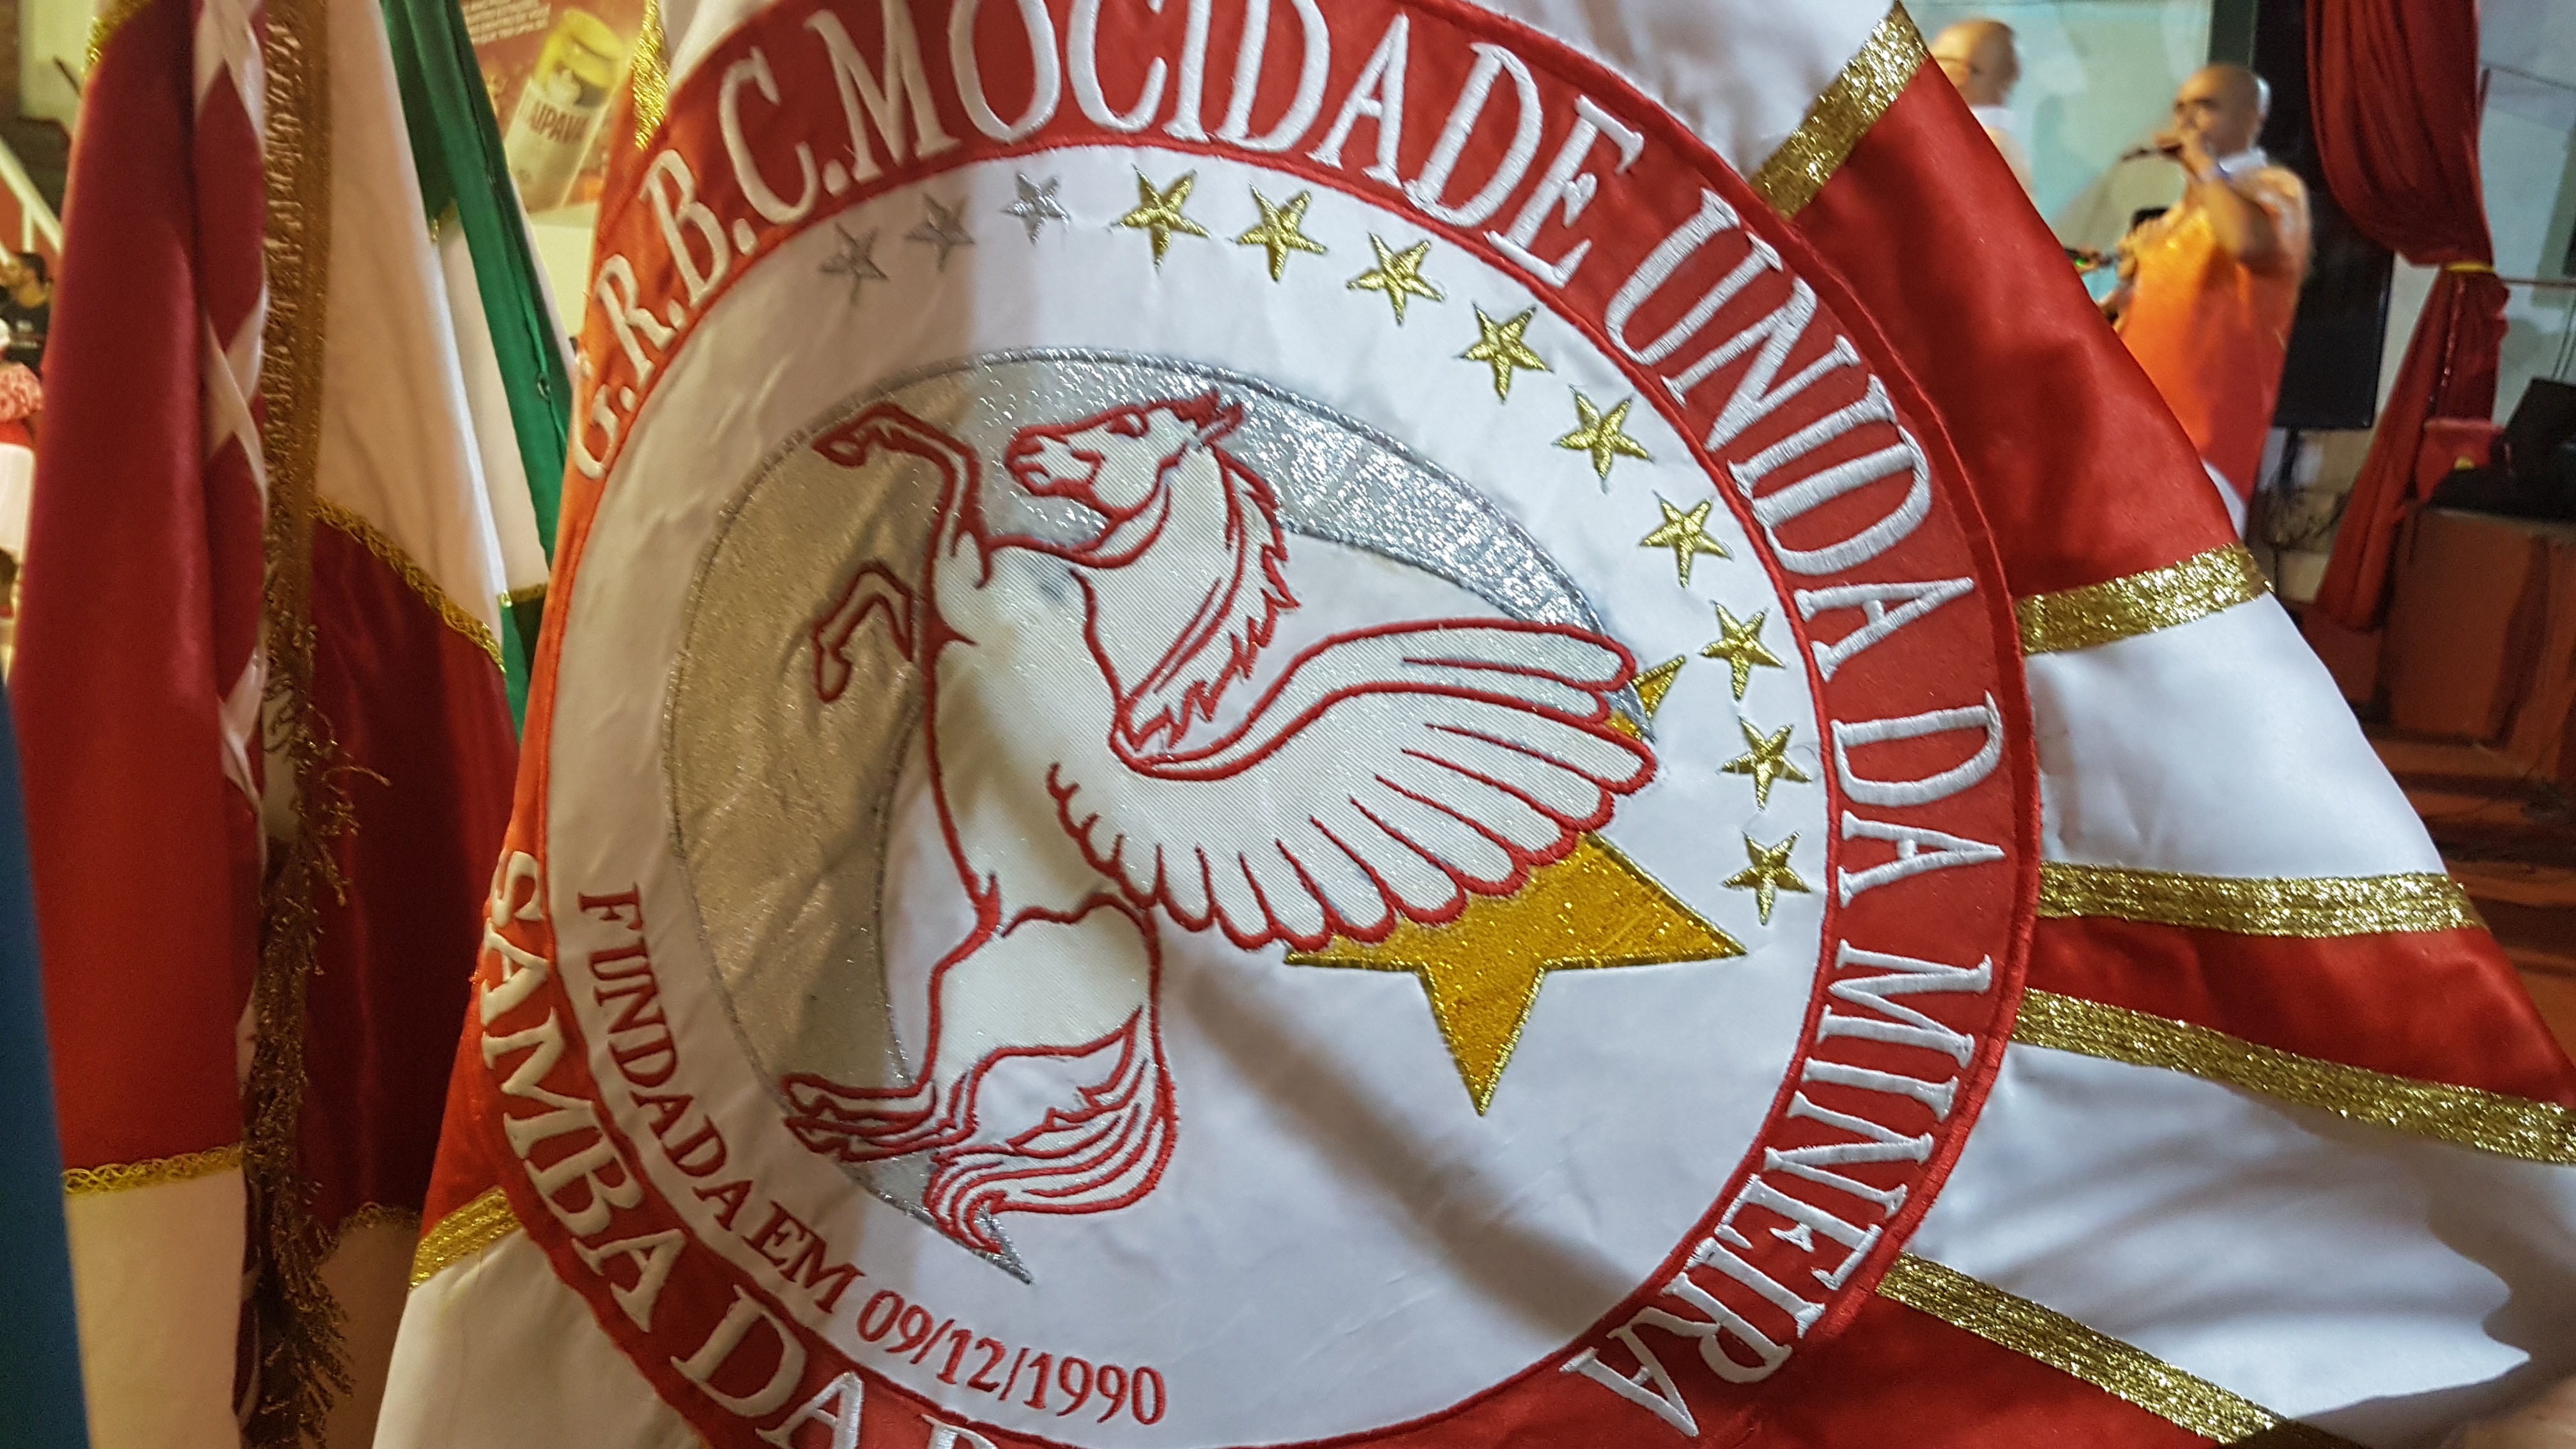 G.R.B.C. MOCIDADE UNIDA DA MINEIRA
FUNDADA EM 09/12/1990
SAMBA DA